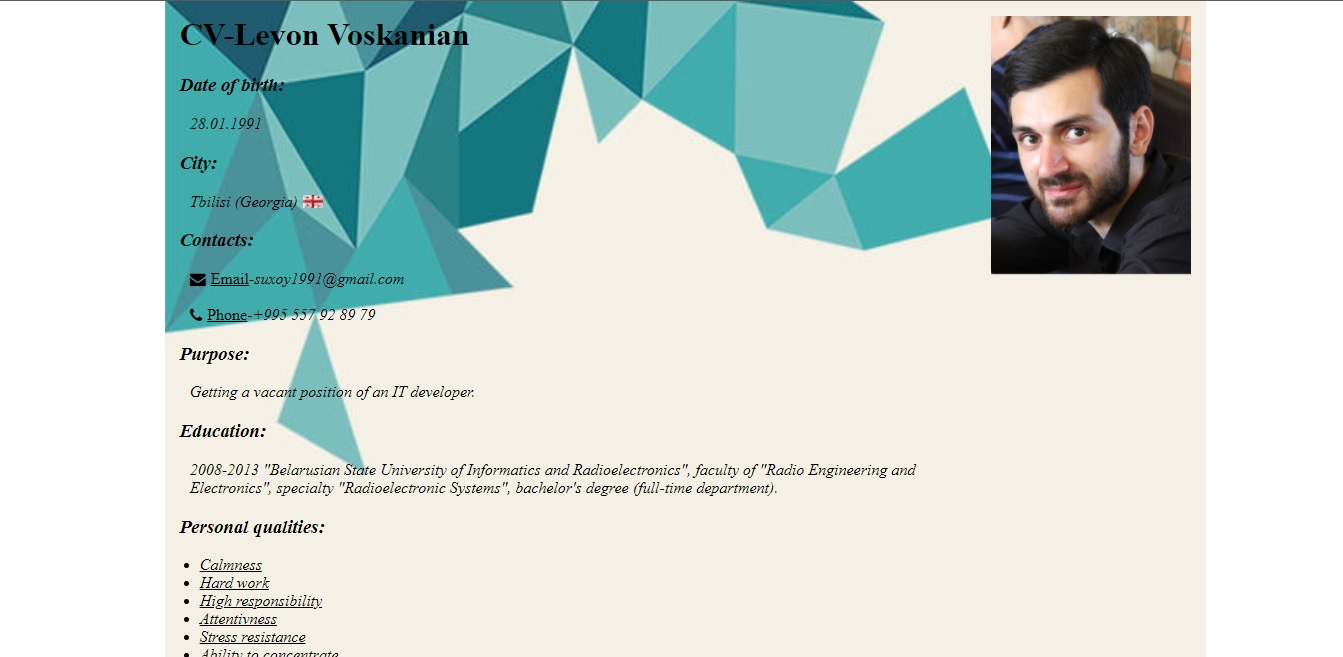 CV-Levon Voskanian
Date of birth:
28.01.1991
City:
Tbilisi (Georgia)
Contacts:
Email-suxoy1991@gmail.com
Phone-+995 557 92 89 79
Purpose:
Getting a vacant position of an IT developer.
Education:
2008-2013 "Belarusian State University of Informatics and Radioelectronics", faculty of "Radio Engineering and
Electronics", specialty "Radioelectronic Systems", bachelor's degree (full-time department).
Personal qualities:
Calmness
Hard work
High responsibility
Attentivness
Stress resistance
Ability to concentrate